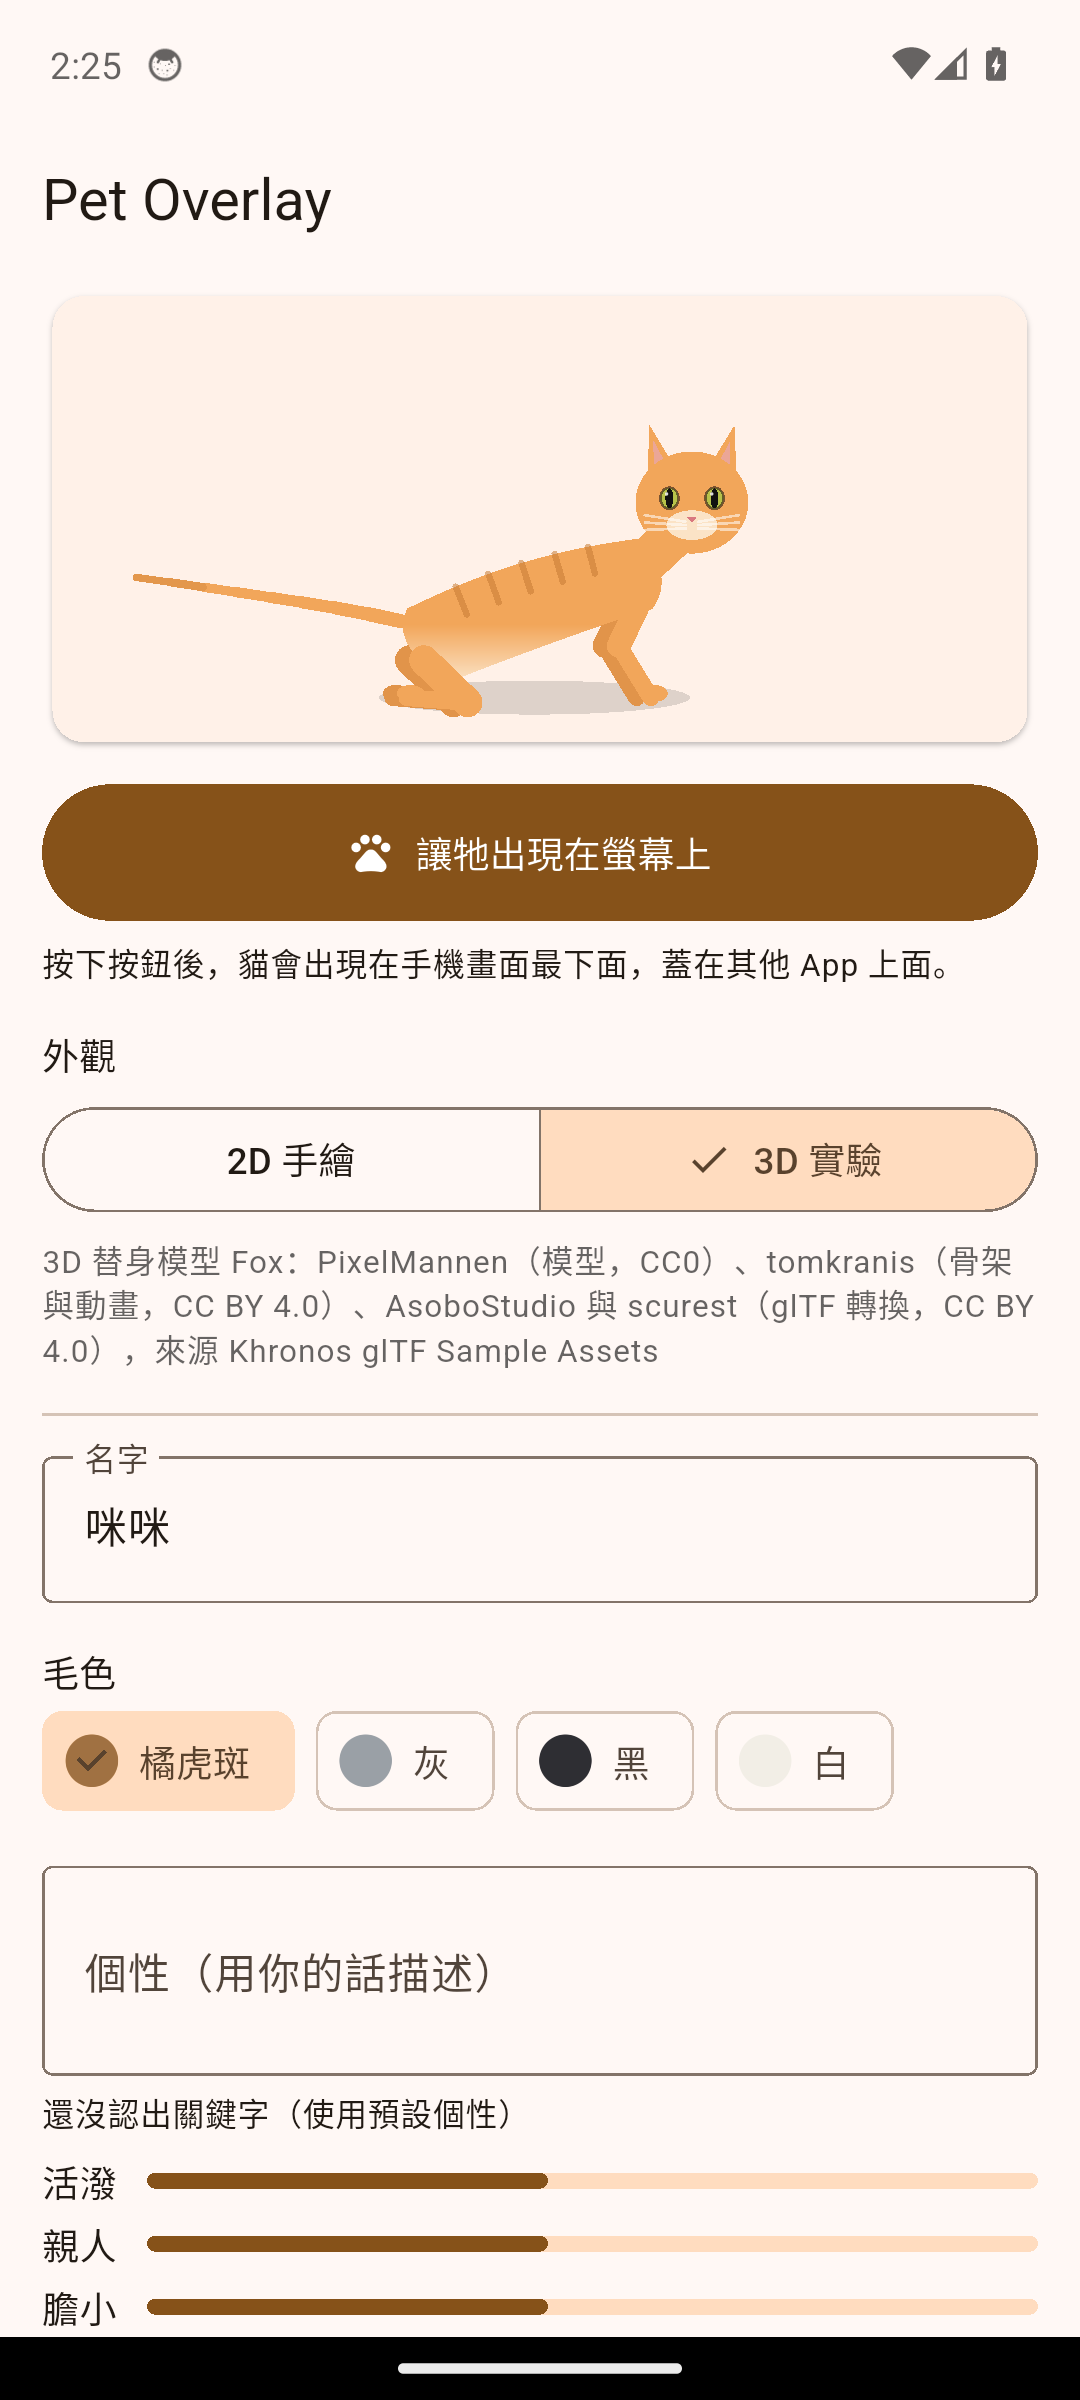 2:25
Pet Overlay
讓牠出現在螢幕上
按下按鈕後，貓會出現在手機畫面最下面，蓋在其他 App 上面。
外觀
2D 手繪
3D 實驗
3D 替身模型 Fox：PixelMannen（模型，CC0）、tomkranis（骨架
與動畫，CC BY 4.0）、AsoboStudio 與 scurest（glTF 轉換，CC BY
4.0），來源 Khronos glTF Sample Assets
名字
咪咪
毛色
橘虎斑
灰
黑
白
個性（用你的話描述）
還沒認出關鍵字（使用預設個性）
活潑
親人
膽小